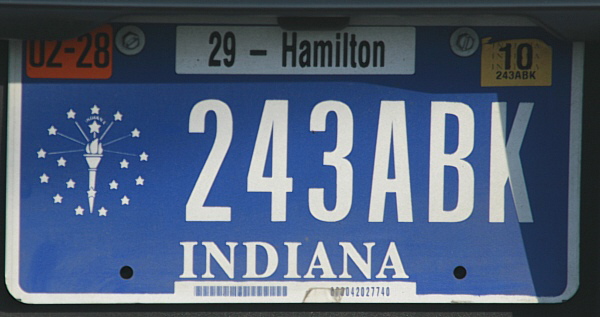 02-28
29 - Hamilton
10
243ABK
243ABK
INDIANA